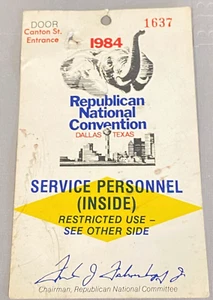 DOOR 1637
Canton St.
Entrance
1984
Republican
National
Convention
DALLAS TEXAS
SERVICE PERSONNEL
(INSIDE)
RESTRICTED USE –
SEE OTHER SIDE
Chairman, Republican National Committee